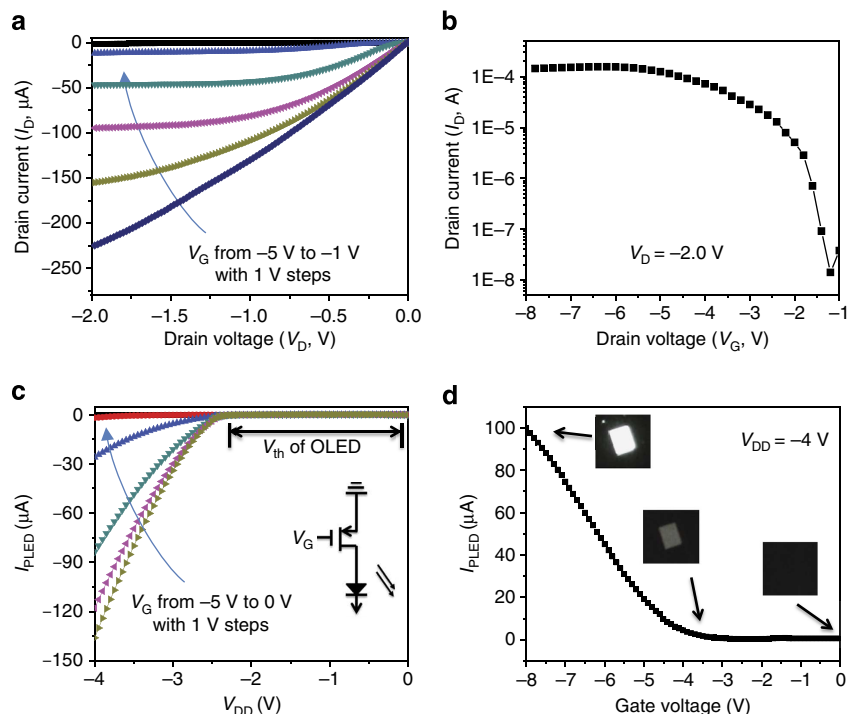 a
0
−50
−100
−150
−200
−250
Drain current (I_D, µA)
V_G from −5 V to −1 V
with 1 V steps
−2.0
−1.5
−1.0
−0.5
0.0
Drain voltage (V_D, V)
b
1E−4
1E−5
1E−6
1E−7
1E−8
Drain current (I_D, A)
V_D = −2.0 V
−8
−7
−6
−5
−4
−3
−2
−1
Drain voltage (V_G, V)
c
0
−30
−60
−90
−120
−150
I_PLED (µA)
V_th of OLED
V_G
V_G from −5 V to 0 V
with 1 V steps
−4
−3
−2
−1
0
V_DD (V)
d
100
80
60
40
20
0
I_PLED (µA)
V_DD = −4 V
−8
−7
−6
−5
−4
−3
−2
−1
0
Gate voltage (V)